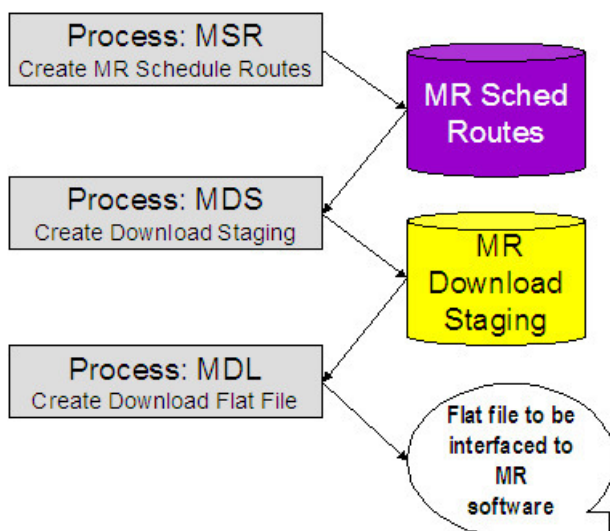 Process: MSR
Create MR Schedule Routes
MR Sched
Routes
Process: MDS
Create Download Staging
MR
Download
Staging
Process: MDL
Create Download Flat File
Flat file to be
interfaced to
MR
software